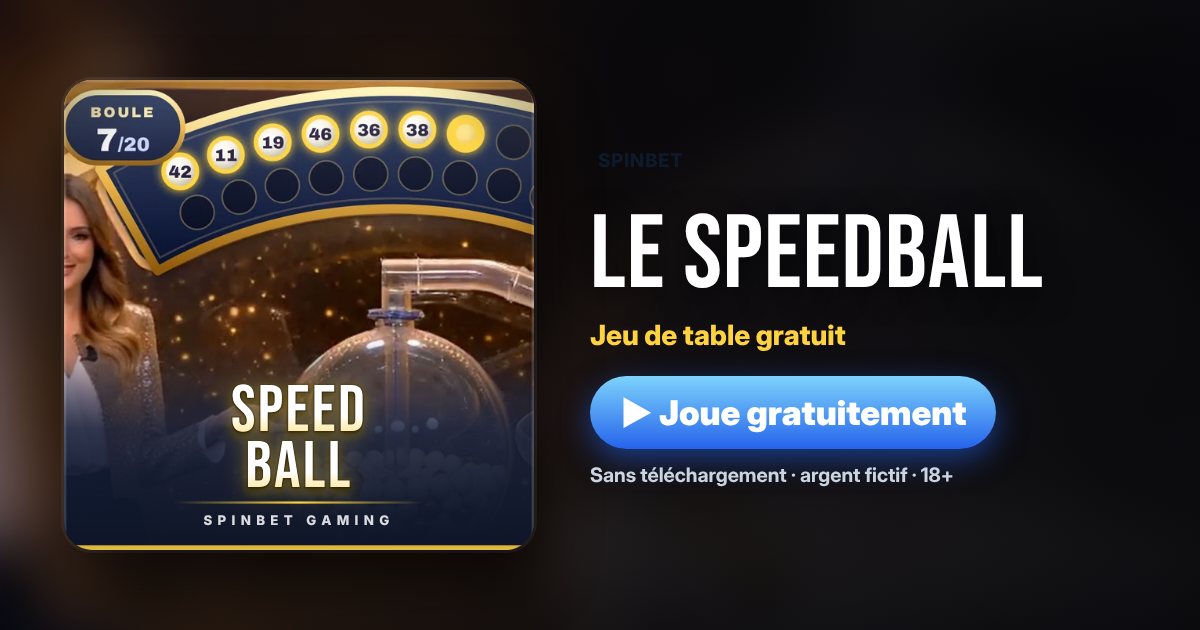 BOULE
7/20
42 11 19 46 36 38
SPEED
BALL
SPINBET GAMING
SPINBET
LE SPEEDBALL
Jeu de table gratuit
▶ Joue gratuitement
Sans téléchargement · argent fictif · 18+